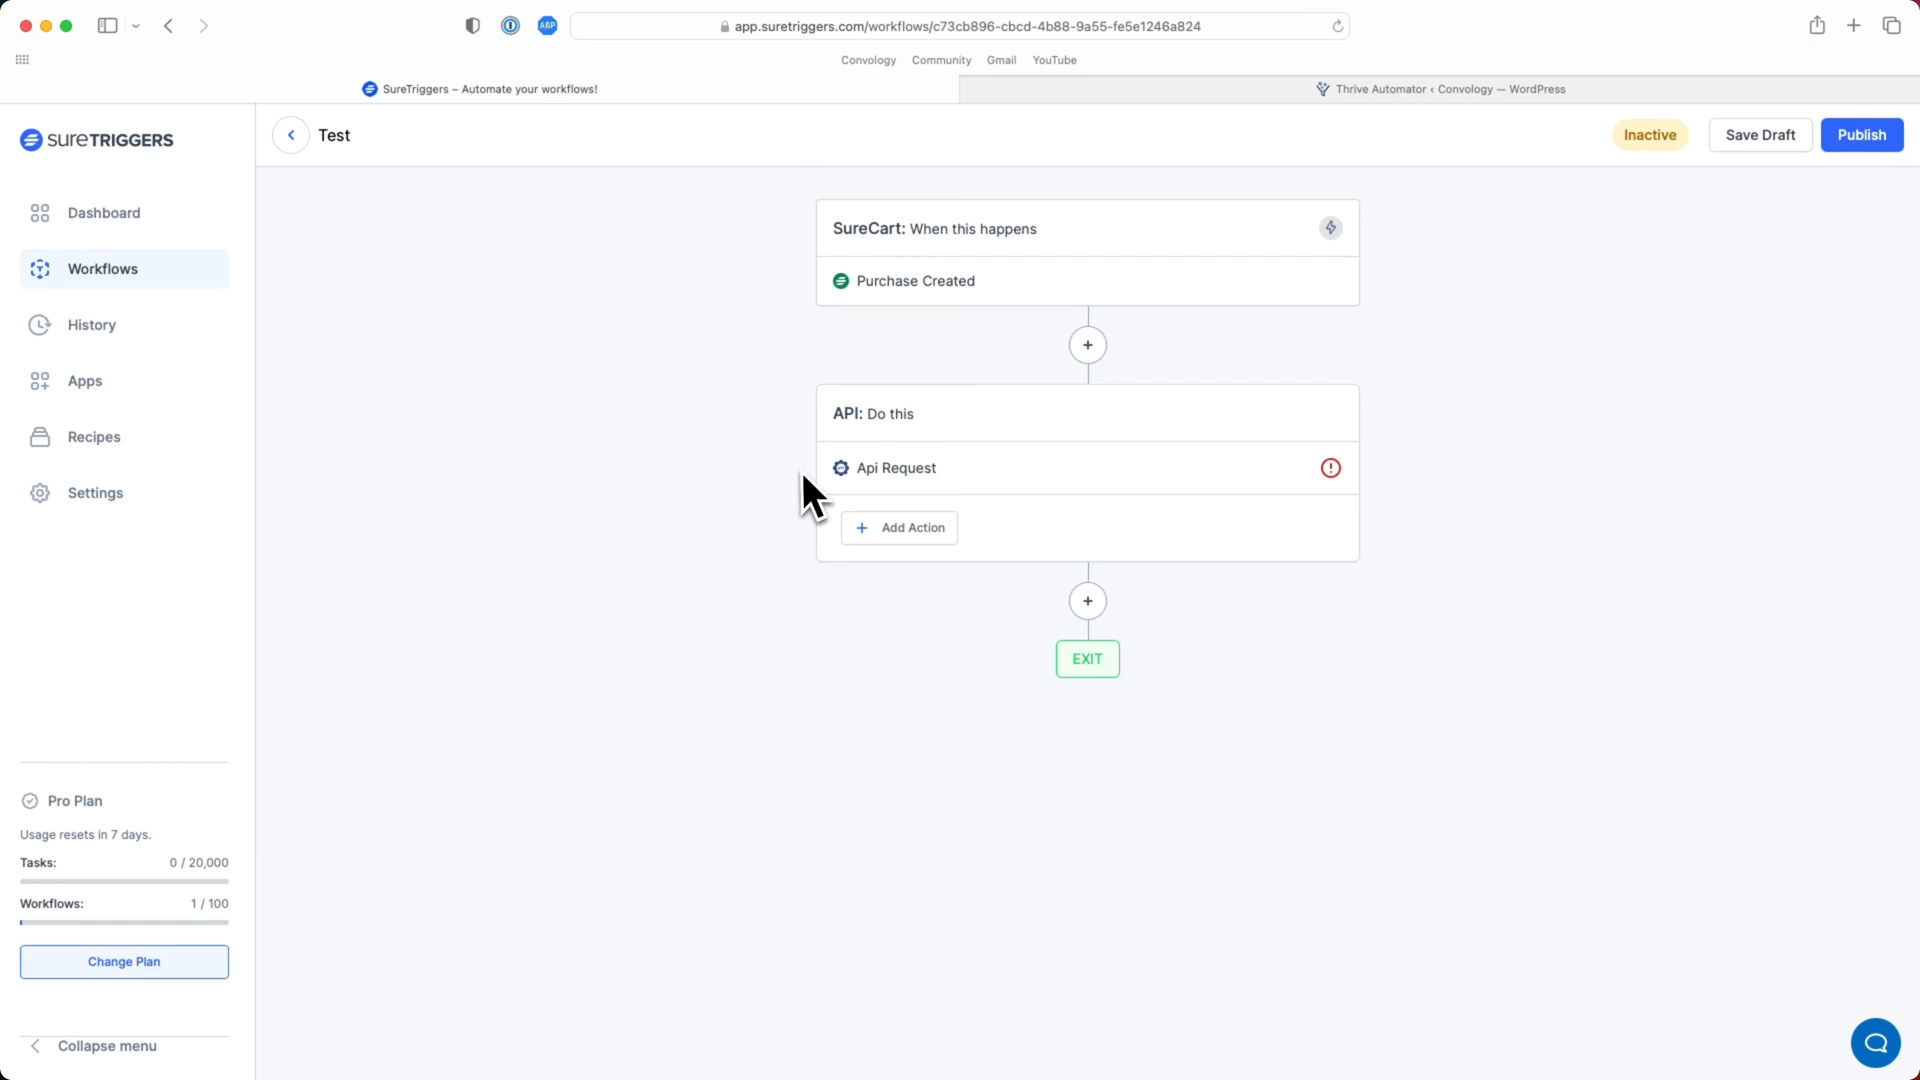 ABP
app.suretriggers.com/workflows/c73cb896-cbcd-4b88-9a55-fe5e1246a824
Convology Community Gmail YouTube
SureTriggers – Automate your workflows!
Thrive Automator ‹ Convology — WordPress
SURETRIGGERS
Test
Inactive
Save Draft
Publish
Dashboard
Workflows
History
Apps
Recipes
Settings
SureCart: When this happens
Purchase Created
API: Do this
Api Request
+ Add Action
EXIT
Pro Plan
Usage resets in 7 days.
Tasks: 0 / 20,000
Workflows: 1 / 100
Change Plan
Collapse menu